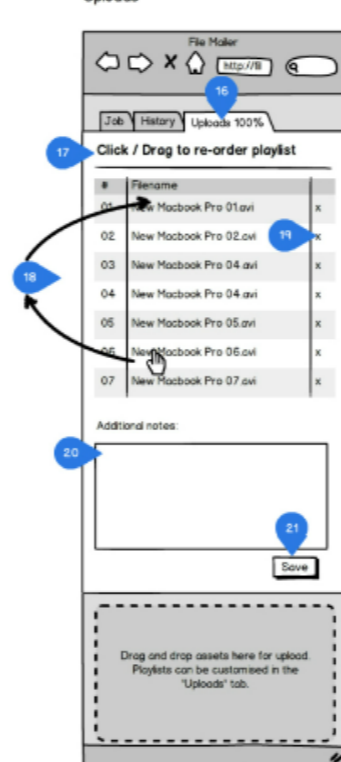 Uploads
File Mailer
X
http://fi
16
Job History Uploads 100%
17
Click / Drag to re-order playlist
# Filename
01 New Macbook Pro 01.avi x
02 New Macbook Pro 02.avi 19 x
18
03 New Macbook Pro 04.avi x
04 New Macbook Pro 04.avi x
05 New Macbook Pro 05.avi x
06 New Macbook Pro 06.avi x
07 New Macbook Pro 07.avi x
Additional notes:
20
21
Save
Drag and drop assets here for upload.
Playlists can be customised in the
"Uploads" tab.